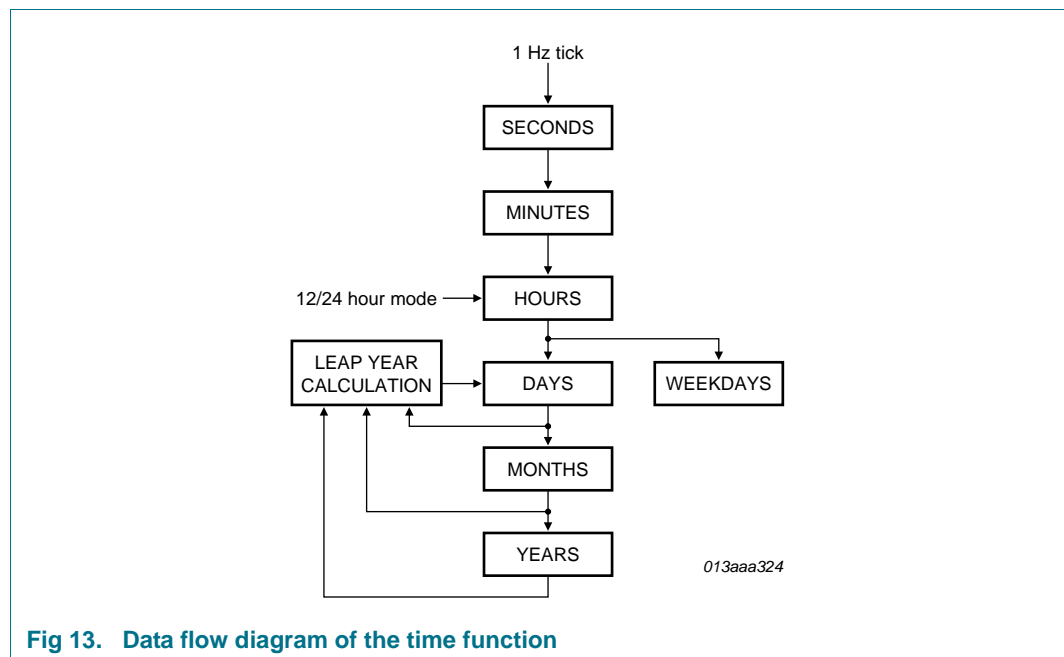 1 Hz tick
SECONDS
MINUTES
12/24 hour mode
HOURS
LEAP YEAR
CALCULATION
DAYS
WEEKDAYS
MONTHS
YEARS
013aaa324
Fig 13. Data flow diagram of the time function